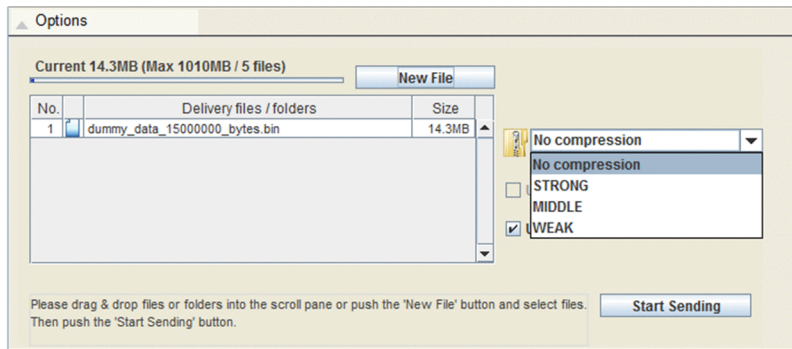 Options
Current 14.3MB (Max 1010MB / 5 files)
New File
No. Delivery files / folders Size
1 dummy_data_15000000_bytes.bin 14.3MB
No compression
No compression
STRONG
MIDDLE
WEAK
Please drag & drop files or folders into the scroll pane or push the 'New File' button and select files.
Then push the 'Start Sending' button.
Start Sending